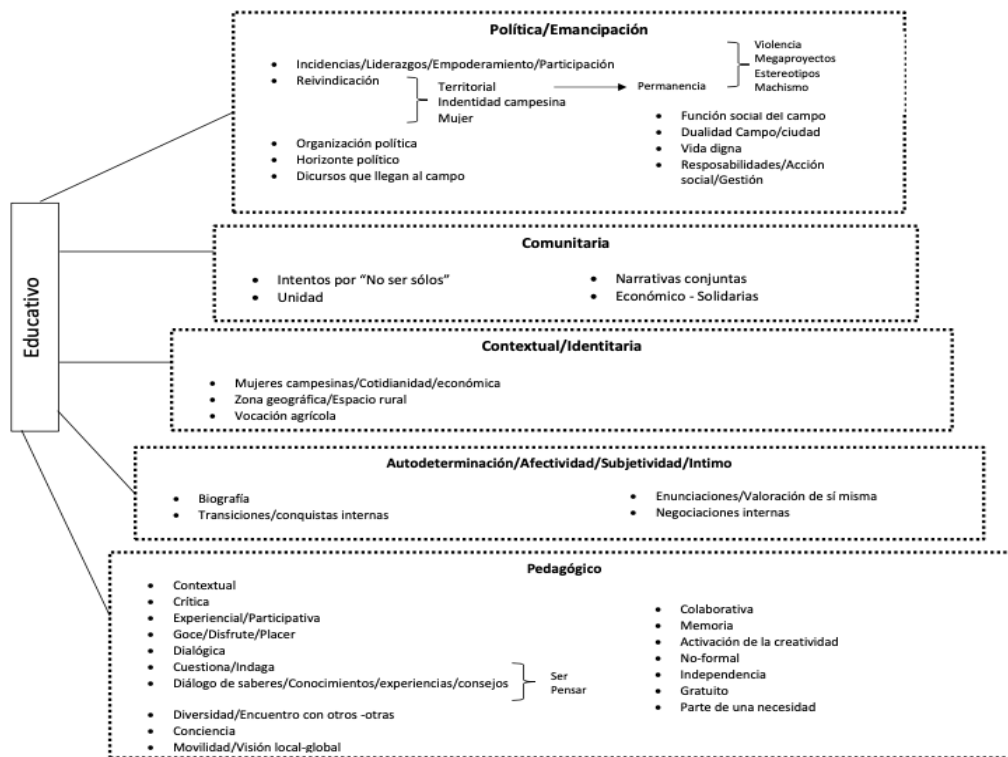 Educativo
Política/Emancipación
• Incidencias/Liderazgos/Empoderamiento/Participación
• Reivindicación
Territorial
Indentidad campesina
Mujer
Permanencia
Violencia
Megaproyectos
Estereotipos
Machismo
• Organización política
• Horizonte político
• Dicursos que llegan al campo
• Función social del campo
• Dualidad Campo/ciudad
• Vida digna
• Resposabilidades/Acción
social/Gestión
Comunitaria
• Intentos por “No ser sólos”
• Unidad
• Narrativas conjuntas
• Económico - Solidarias
Contextual/Identitaria
• Mujeres campesinas/Cotidianidad/económica
• Zona geográfica/Espacio rural
• Vocación agrícola
Autodeterminación/Afectividad/Subjetividad/Intimo
• Biografía
• Transiciones/conquistas internas
• Enunciaciones/Valoración de sí misma
• Negociaciones internas
Pedagógico
• Contextual
• Crítica
• Experiencial/Participativa
• Goce/Disfrute/Placer
• Dialógica
• Cuestiona/Indaga
• Diálogo de saberes/Conocimientos/experiencias/consejos
Ser
Pensar
• Diversidad/Encuentro con otros -otras
• Conciencia
• Movilidad/Visión local-global
• Colaborativa
• Memoria
• Activación de la creatividad
• No-formal
• Independencia
• Gratuito
• Parte de una necesidad